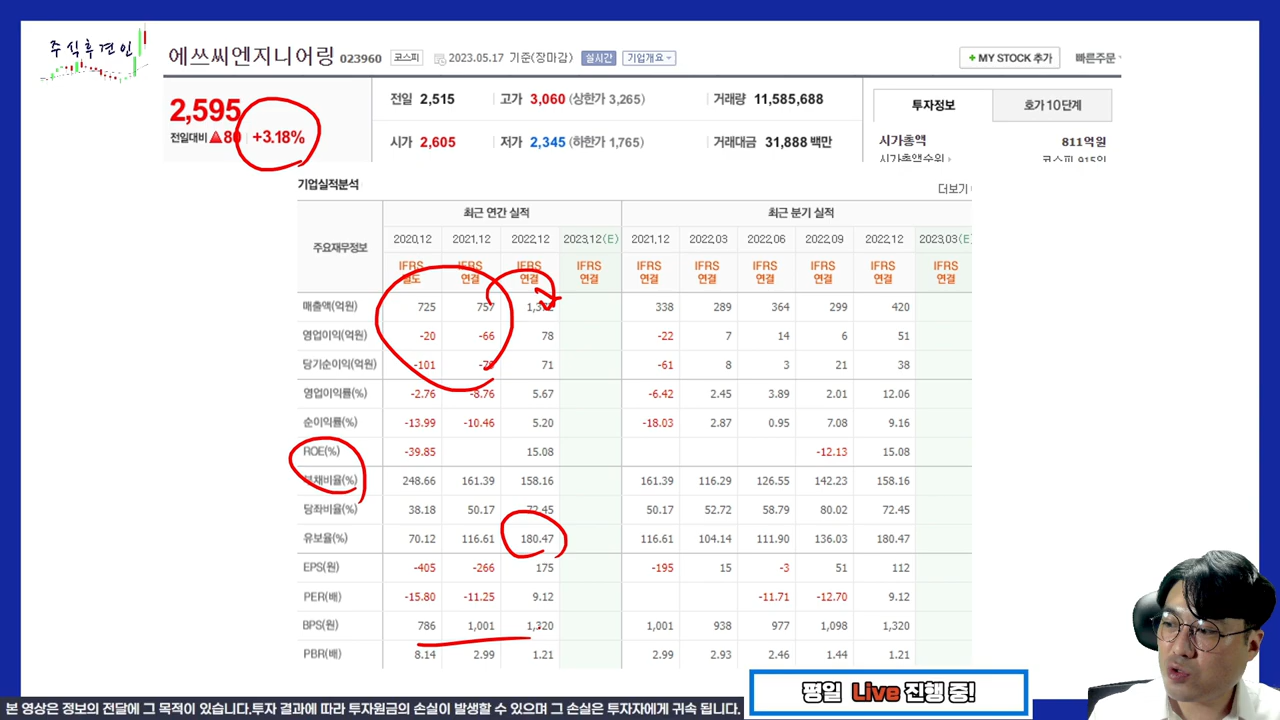 주식후견인
에쓰씨엔지니어링 023960 코스피 2023.05.17 기준(장마감) 실시간 기업개요
+ MY STOCK 추가 빠른주문
2,595
전일대비 ▲80 +3.18%
전일 2,515 고가 3,060 (상한가 3,265) 거래량 11,585,688
시가 2,605 저가 2,345 (하한가 1,765) 거래대금 31,888 백만
투자정보 호가 10단계
시가총액 811억원
시가총액순위 코스피 915위
기업실적분석
더보기
주요재무정보 최근 연간 실적 최근 분기 실적
2020.12 2021.12 2022.12 2023.12(E) 2021.12 2022.03 2022.06 2022.09 2022.12 2023.03(E)
IFRS IFRS IFRS IFRS IFRS IFRS IFRS IFRS IFRS IFRS
별도 연결 연결 연결 연결 연결 연결 연결 연결 연결
매출액(억원) 725 757 338 289 364 299 420
영업이익(억원) -20 -66 78 -22 7 14 6 51
당기순이익(억원) -101 71 -61 8 3 21 38
영업이익률(%) -2.76 -8.76 5.67 -6.42 2.45 3.89 2.01 12.06
순이익률(%) -13.99 -10.46 5.20 -18.03 2.87 0.95 7.08 9.16
ROE(%) -39.85 15.08 -12.13 15.08
부채비율(%) 248.66 161.39 158.16 161.39 116.29 126.55 142.23 158.16
당좌비율(%) 38.18 50.17 72.45 50.17 52.72 58.79 80.02 72.45
유보율(%) 70.12 116.61 180.47 116.61 104.14 111.90 136.03 180.47
EPS(원) -405 -266 175 -195 15 -3 51 112
PER(배) -15.80 -11.25 9.12 -11.71 -12.70 9.12
BPS(원) 786 1,001 1,320 1,001 938 977 1,098 1,320
PBR(배) 8.14 2.99 1.21 2.99 2.93 2.46 1.44 1.21
평일 Live 진행 중!
본 영상은 정보의 전달에 그 목적이 있습니다.투자 결과에 따라 투자원금의 손실이 발생할 수 있으며 그 손실은 투자자에게 귀속 됩니다.